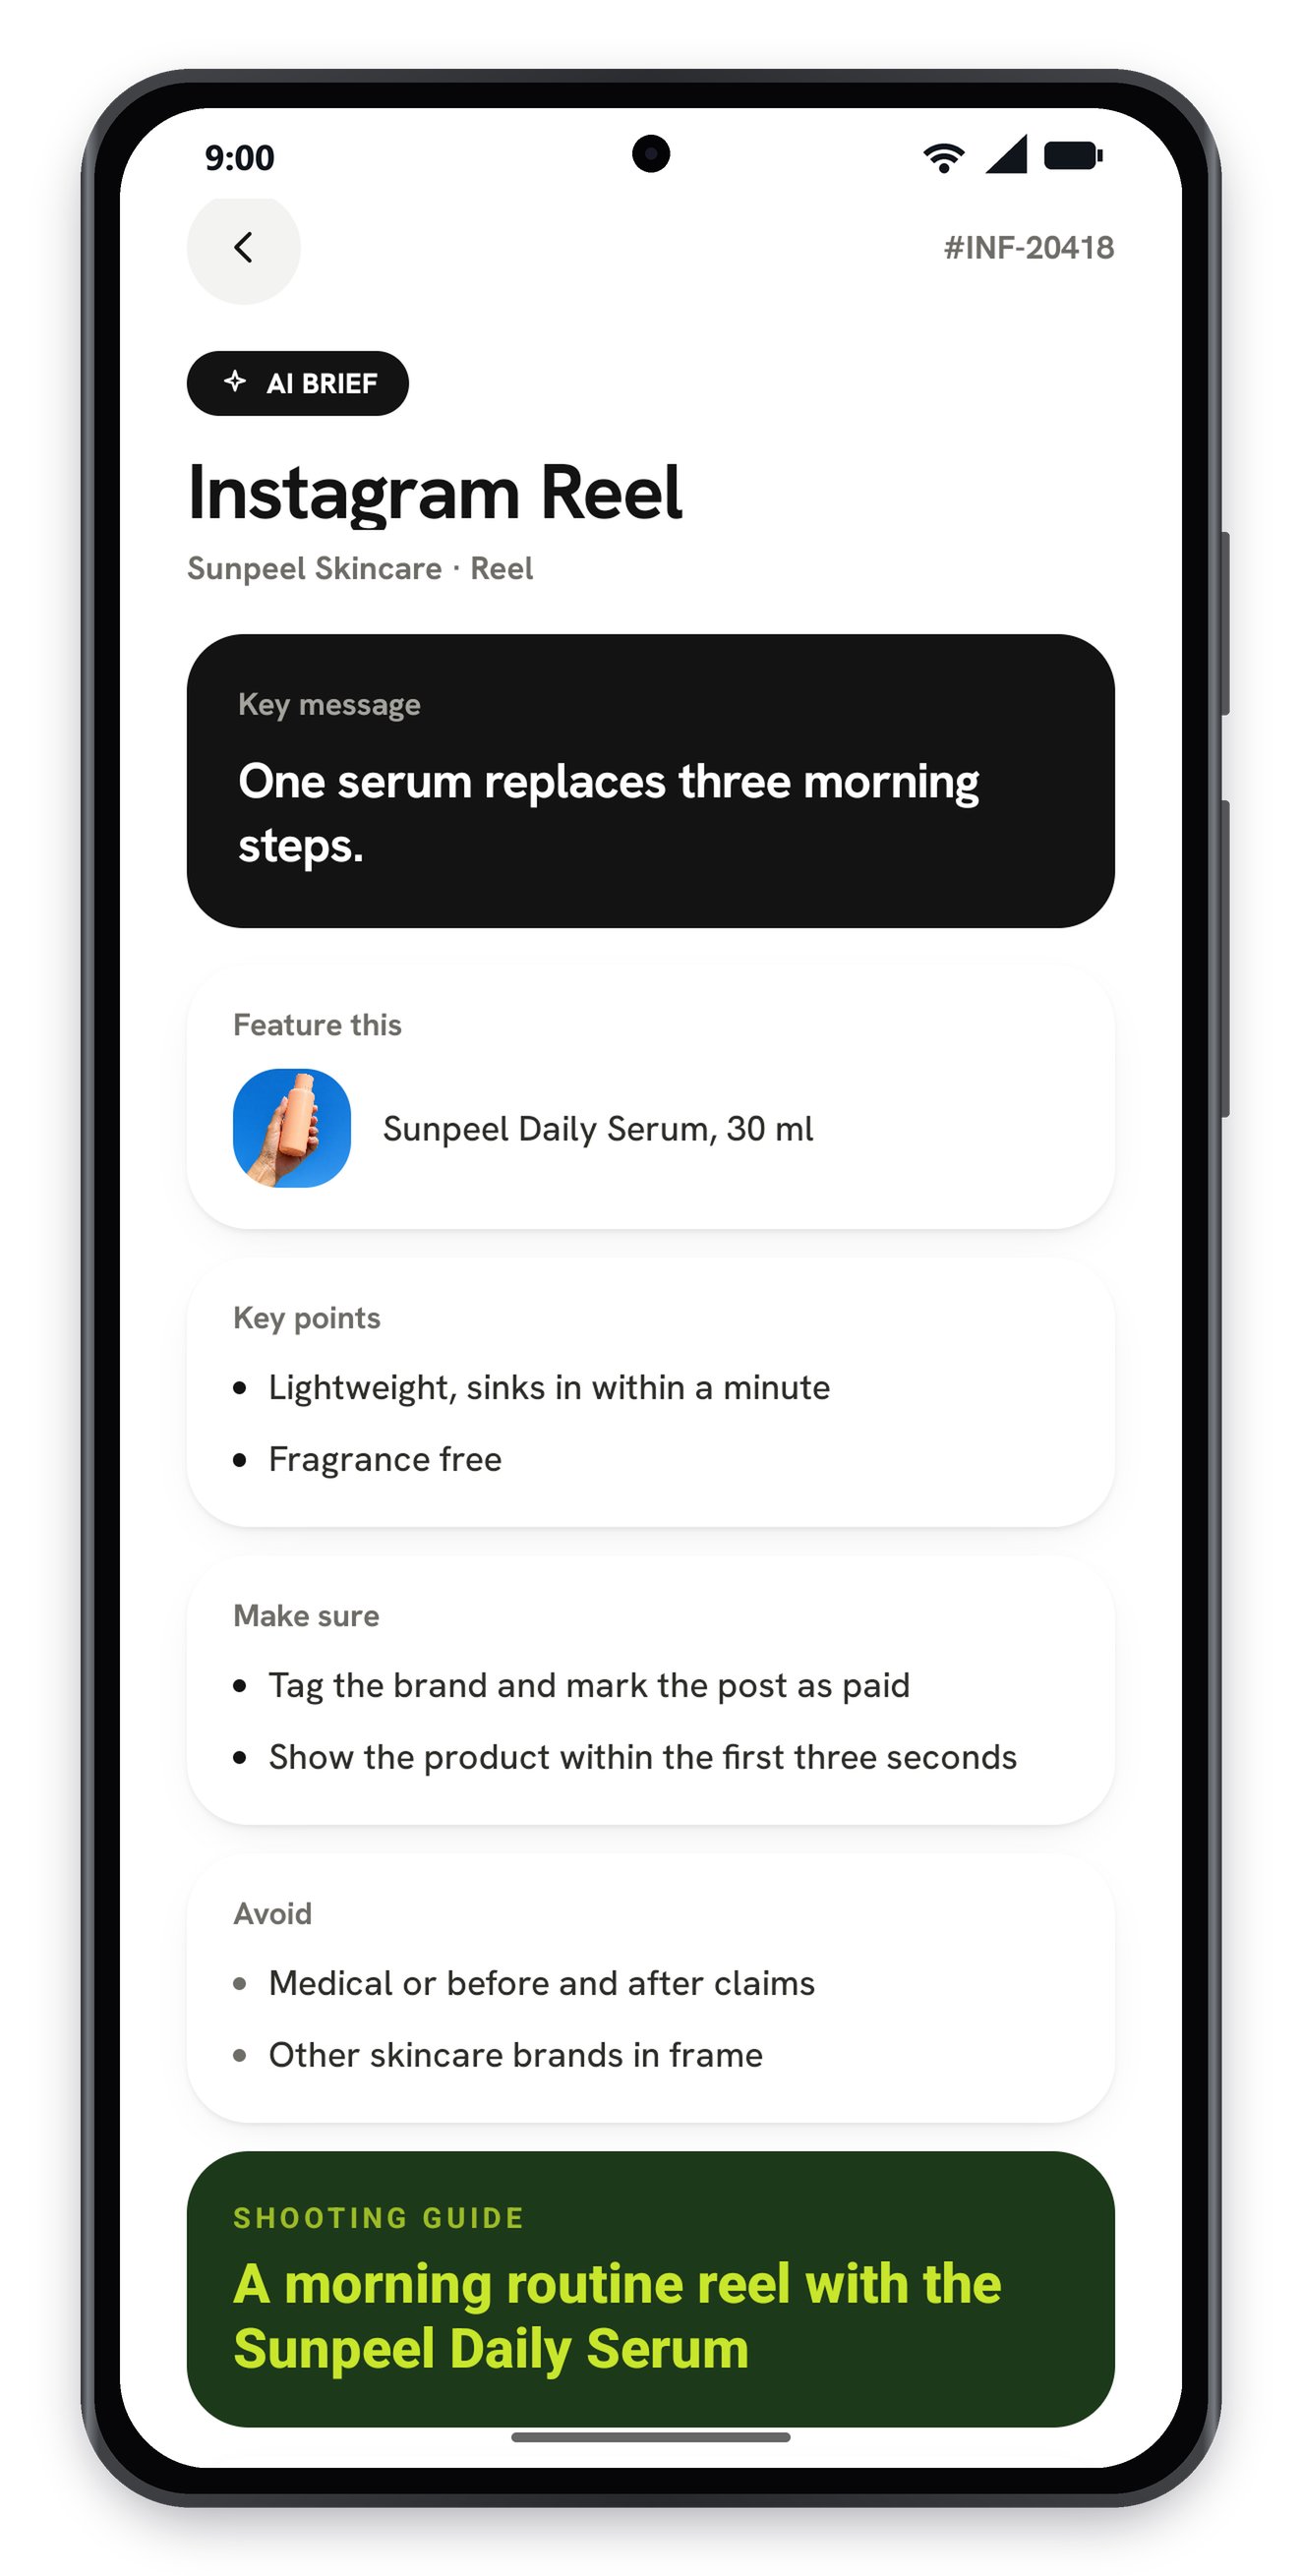 9:00
#INF-20418
AI BRIEF
Instagram Reel
Sunpeel Skincare · Reel
Key message
One serum replaces three morning
steps.
Feature this
Sunpeel Daily Serum, 30 ml
Key points
• Lightweight, sinks in within a minute
• Fragrance free
Make sure
• Tag the brand and mark the post as paid
• Show the product within the first three seconds
Avoid
• Medical or before and after claims
• Other skincare brands in frame
SHOOTING GUIDE
A morning routine reel with the
Sunpeel Daily Serum